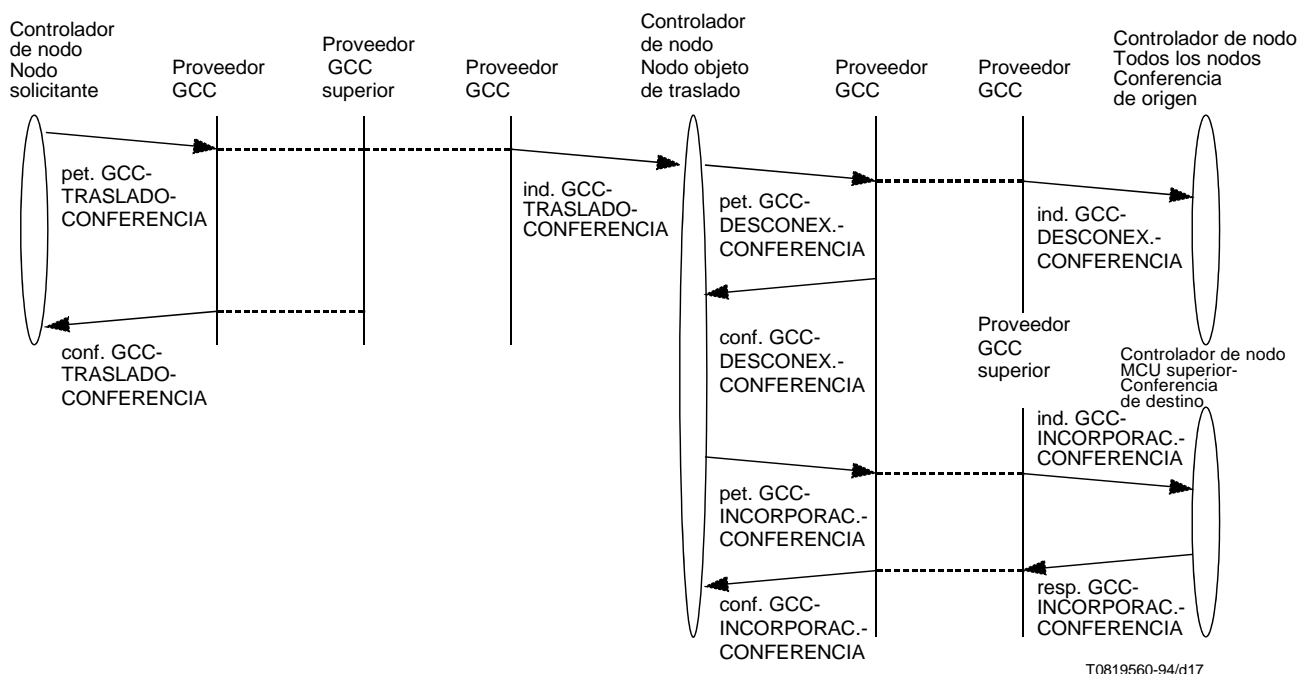 Controlador
de nodo
Nodo
solicitante
Proveedor
GCC
Proveedor
GCC
superior
Proveedor
GCC
Controlador
de nodo
Nodo objeto
de traslado
Proveedor
GCC
Proveedor
GCC
Controlador de nodo
Todos los nodos
Conferencia
de origen
pet. GCC-
TRASLADO-
CONFERENCIA
ind. GCC-
TRASLADO-
CONFERENCIA
pet. GCC-
DESCONEX.-
CONFERENCIA
ind. GCC-
DESCONEX.-
CONFERENCIA
conf. GCC-
TRASLADO-
CONFERENCIA
conf. GCC-
DESCONEX.-
CONFERENCIA
Proveedor
GCC
superior
Controlador de nodo
MCU superior-
Conferencia
de destino
ind. GCC-
INCORPORAC.-
CONFERENCIA
pet. GCC-
INCORPORAC.-
CONFERENCIA
conf. GCC-
INCORPORAC.-
CONFERENCIA
resp. GCC-
INCORPORAC.-
CONFERENCIA
T0819560-94/d17